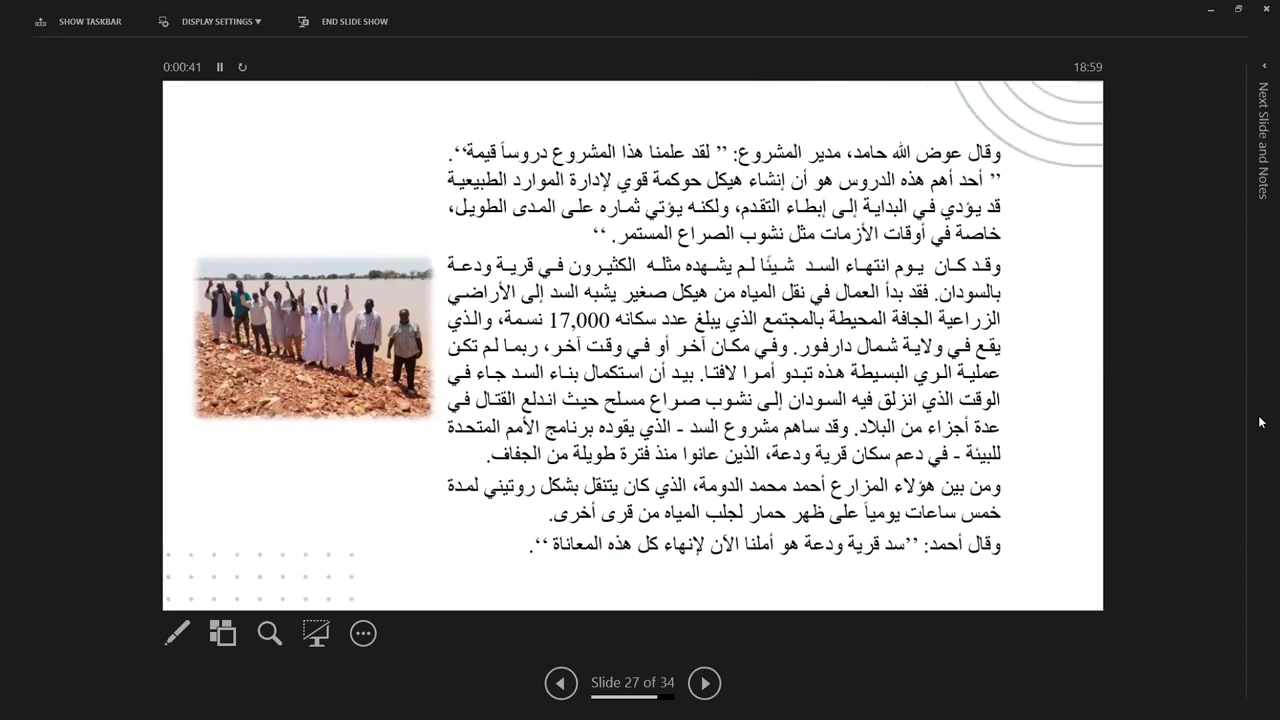 SHOW TASKBAR
DISPLAY SETTINGS
END SLIDE SHOW
0:00:41
18:59
Next Slide and Notes
وقال عوض الله حامد، مدير المشروع: ’’ لقد علمنا هذا المشروع دروساً قيمة‘‘.
’’ أحد أهم هذه الدروس هو أن إنشاء هيكل حوكمة قوي لإدارة الموارد الطبيعية
قد يؤدي في البداية إلى إبطاء التقدم، ولكنه يؤتي ثماره على المدى الطويل،
خاصة في أوقات الأزمات مثل نشوب الصراع المستمر. ‘‘
وقد كان يوم انتهاء السد شيئًا لم يشهده مثله الكثيرون في قرية ودعة
بالسودان. فقد بدأ العمال في نقل المياه من هيكل صغير يشبه السد إلى الأراضي
الزراعية الجافة المحيطة بالمجتمع الذي يبلغ عدد سكانه 17,000 نسمة، والذي
يقع في ولاية شمال دارفور. وفي مكان آخر أو في وقت آخر، ربما لم تكن
عملية الري البسيطة هذه تبدو أمرا لافتا. بيد أن استكمال بناء السد جاء في
الوقت الذي انزلق فيه السودان إلى نشوب صراع مسلح حيث اندلع القتال في
عدة أجزاء من البلاد. وقد ساهم مشروع السد - الذي يقوده برنامج الأمم المتحدة
للبيئة - في دعم سكان قرية ودعة، الذين عانوا منذ فترة طويلة من الجفاف.
ومن بين هؤلاء المزارع أحمد محمد الدومة، الذي كان يتنقل بشكل روتيني لمدة
خمس ساعات يومياً على ظهر حمار لجلب المياه من قرى أخرى.
وقال أحمد: ’’سد قرية ودعة هو أملنا الآن لإنهاء كل هذه المعاناة ‘‘.
Slide 27 of 34